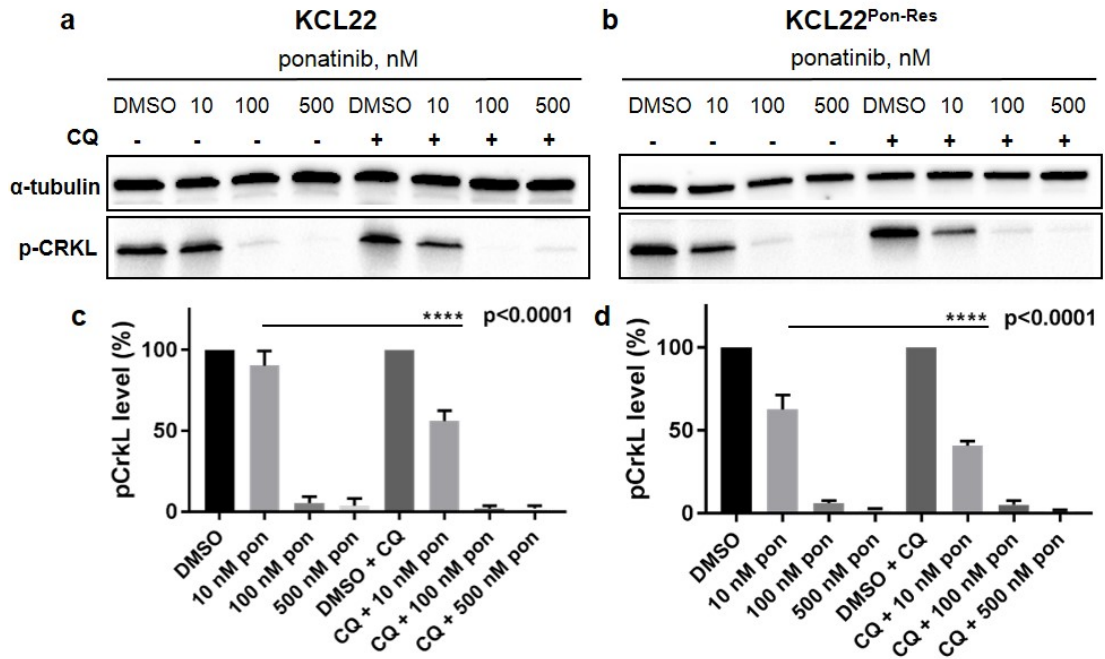 a KCL22
ponatinib, nM
DMSO 10 100 500 DMSO 10 100 500
CQ - - - - + + + +
α-tubulin
p-CRKL
b KCL22Pon-Res
ponatinib, nM
DMSO 10 100 500 DMSO 10 100 500
- - - - + + + +
c
**** p<0.0001
pCrkL level (%)
100
50
0
DMSO
10 nM pon
100 nM pon
500 nM pon
DMSO + CQ
CQ + 10 nM pon
CQ + 100 nM pon
CQ + 500 nM pon
d
**** p<0.0001
pCrkL level (%)
100
50
0
DMSO
10 nM pon
100 nM pon
500 nM pon
DMSO + CQ
CQ + 10 nM pon
CQ + 100 nM pon
CQ + 500 nM pon